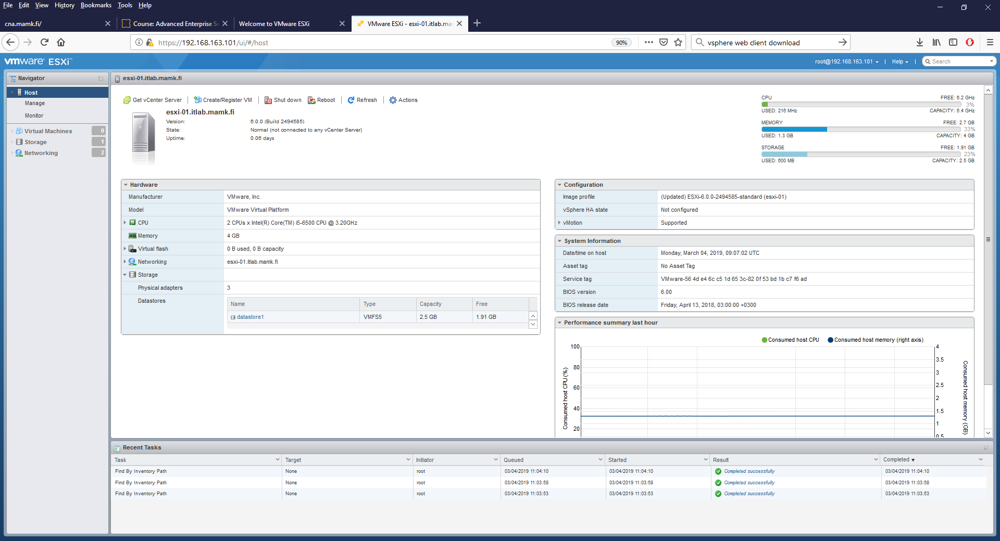 File Edit View History Bookmarks Tools Help
cna.mamk.fi/
Course: Advanced Enterprise Se
Welcome to VMware ESXi
VMware ESXi - esxi-01.itlab.ma
https://192.168.163.101/ui/#/host
90%
vsphere web client download
vmware ESXi™
root@192.168.163.101 | Help | Search
Navigator
Host
Manage
Monitor
Virtual Machines 0
Storage 1
Networking 2
esxi-01.itlab.mamk.fi
Get vCenter Server | Create/Register VM | Shut down Reboot | Refresh | Actions
esxi-01.itlab.mamk.fi
Version: 6.0.0 (Build 2494585)
State: Normal (not connected to any vCenter Server)
Uptime: 0.06 days
CPU FREE: 6.2 GHz
3%
USED: 216 MHz CAPACITY: 6.4 GHz
MEMORY FREE: 2.7 GB
33%
USED: 1.3 GB CAPACITY: 4 GB
STORAGE FREE: 1.91 GB
23%
USED: 600 MB CAPACITY: 2.5 GB
Hardware
Manufacturer VMware, Inc.
Model VMware Virtual Platform
CPU 2 CPUs x Intel(R) Core(TM) i5-6500 CPU @ 3.20GHz
Memory 4 GB
Virtual flash 0 B used, 0 B capacity
Networking esxi-01.itlab.mamk.fi
Storage
Physical adapters 3
Datastores
Name Type Capacity Free
datastore1 VMFS5 2.5 GB 1.91 GB
Configuration
Image profile (Updated) ESXi-6.0.0-2494585-standard (esxi-01)
vSphere HA state Not configured
vMotion Supported
System Information
Date/time on host Monday, March 04, 2019, 09:07:02 UTC
Asset tag No Asset Tag
Service tag VMware-56 4d e4 6c c5 1d 65 3c-82 0f 53 bd 1b c7 f6 ad
BIOS version 6.00
BIOS release date Friday, April 13, 2018, 03:00:00 +0300
Performance summary last hour
Consumed host CPU Consumed host memory (right axis)
Consumed host CPU (%)
100
80
60
40
20
4
3.5
3
2.5
2
1.5
1
0.5
Consumed host memory (GB)
Recent Tasks
Task Target Initiator Queued Started Result Completed ▼
Find By Inventory Path None root 03/04/2019 11:04:10 03/04/2019 11:04:10 Completed successfully 03/04/2019 11:04:10
Find By Inventory Path None root 03/04/2019 11:03:58 03/04/2019 11:03:58 Completed successfully 03/04/2019 11:03:58
Find By Inventory Path None root 03/04/2019 11:03:53 03/04/2019 11:03:53 Completed successfully 03/04/2019 11:03:53